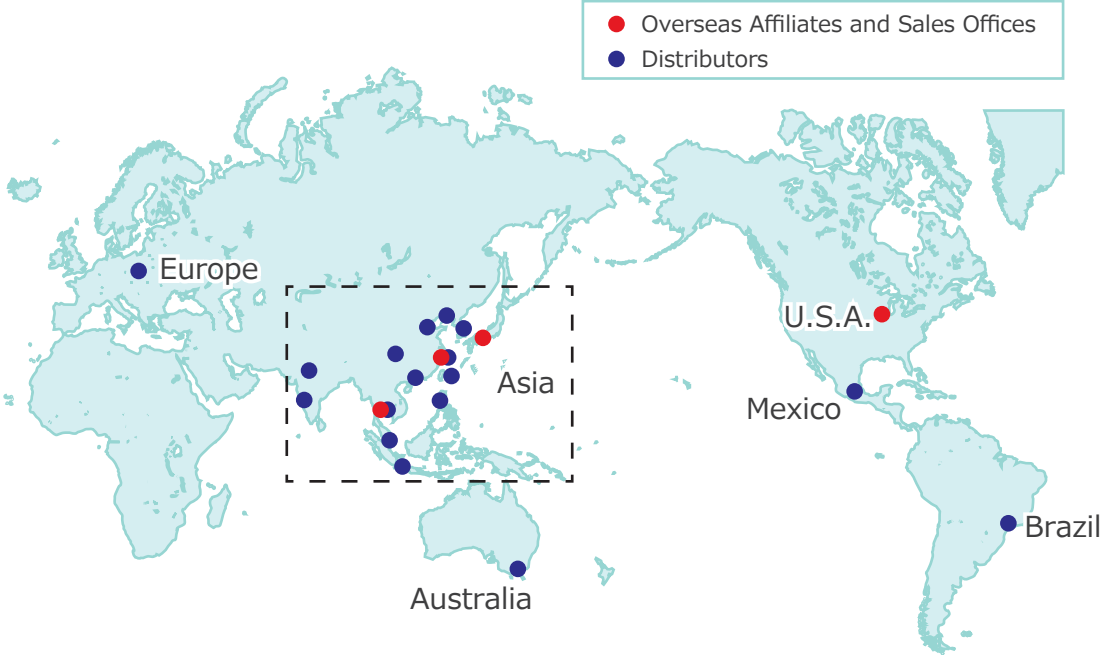 Overseas Affiliates and Sales Offices
Distributors
Europe
U.S.A.
Asia
Mexico
Brazil
Australia